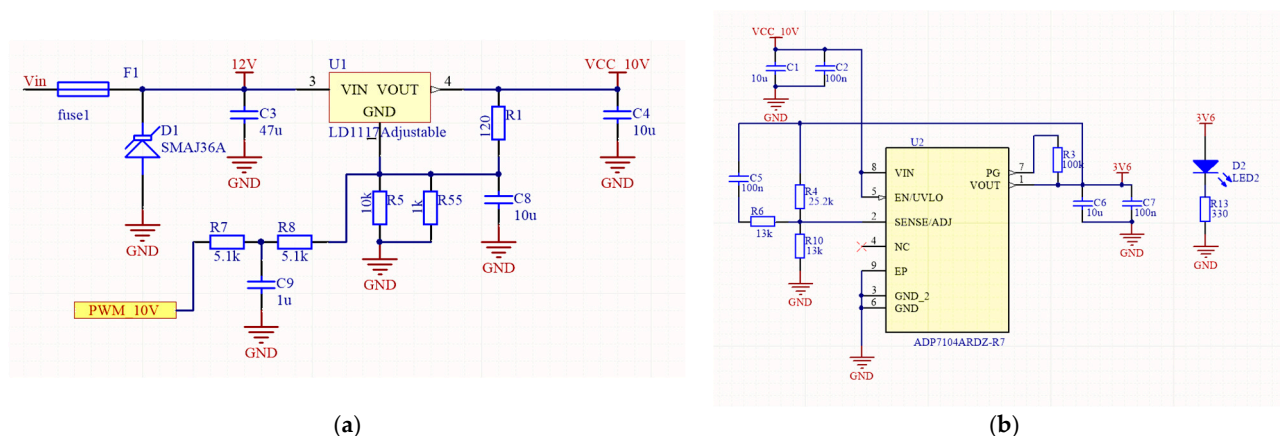 Vin
F1
fuse1
12V
D1
SMAJ36A
C3
47u
GND
GND
U1
3
VIN VOUT
4
GND
LD1117Adjustable
1
VCC_10V
R1
120
C4
10u
GND
R5
10k
R55
1k
C8
10u
GND
GND
R7
5.1k
R8
5.1k
C9
1u
PWM_10V
GND
(a)
VCC_10V
C1
10u
C2
100n
GND
U2
C5
100n
R4
25.2k
R6
13k
R10
13k
GND
8
VIN
5
EN/UVLO
2
SENSE/ADJ
4
NC
9
EP
3
GND_2
6
GND
PG
7
VOUT
1
ADP7104ARDZ-R7
GND
R3
100k
3V6
C6
10u
C7
100n
GND
3V6
D2
LED2
R13
330
GND
(b)